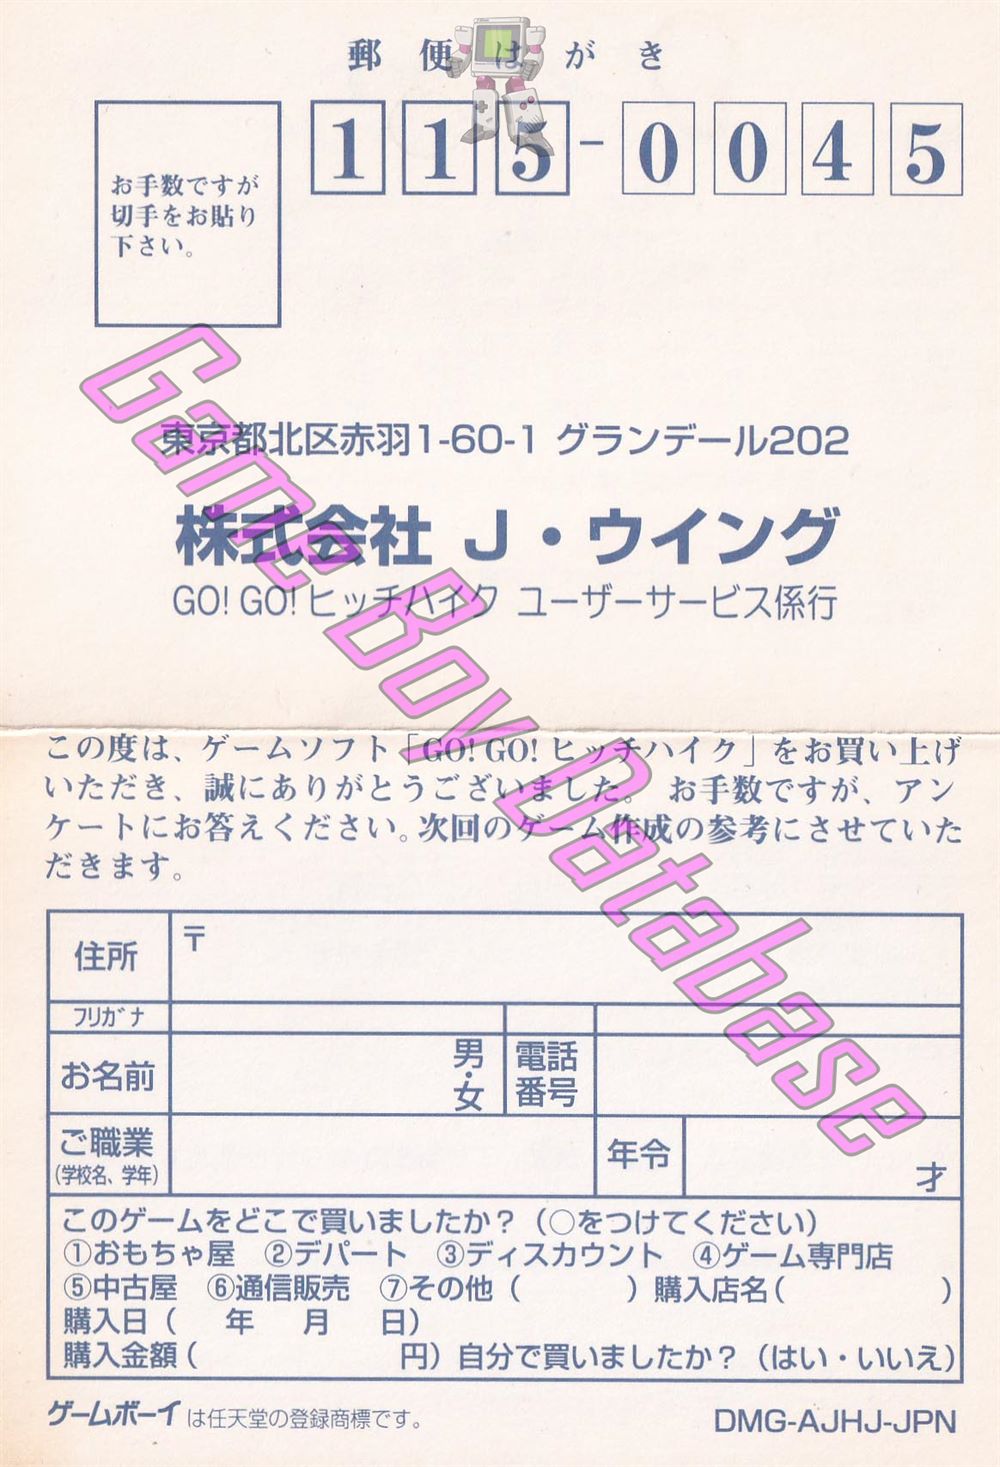 郵便はがき
115-0045
お手数ですが
切手をお貼り
下さい。
東京都北区赤羽1-60-1 グランデール202
株式会社 J・ウイング
GO! GO! ヒッチハイク ユーザーサービス係行
この度は、ゲームソフト「GO! GO! ヒッチハイク」をお買い上げ
いただき、誠にありがとうございました。 お手数ですが、アン
ケートにお答えください。次回のゲーム作成の参考にさせていた
だきます。
住所 〒
フリガナ
お名前 男・女 電話番号
ご職業 (学校名、学年) 年令 才
このゲームをどこで買いましたか？（○をつけてください）
①おもちゃ屋 ②デパート ③ディスカウント ④ゲーム専門店
⑤中古屋 ⑥通信販売 ⑦その他（ ）購入店名（ ）
購入日（ 年 月 日）
購入金額（ 円）自分で買いましたか？（はい・いいえ）
ゲームボーイ は任天堂の登録商標です。
DMG-AJHJ-JPN
Game Boy Database